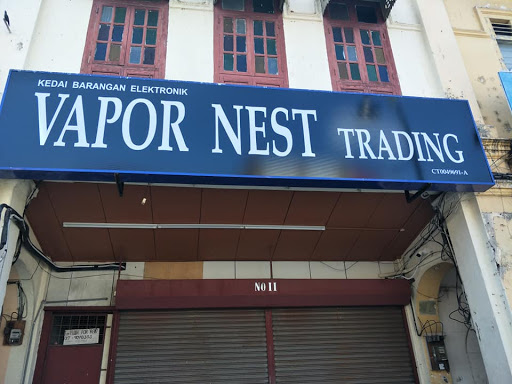 KEDAI BARANGAN ELEKTRONIK
VAPOR NEST TRADING
CT0049691-A
NO 11